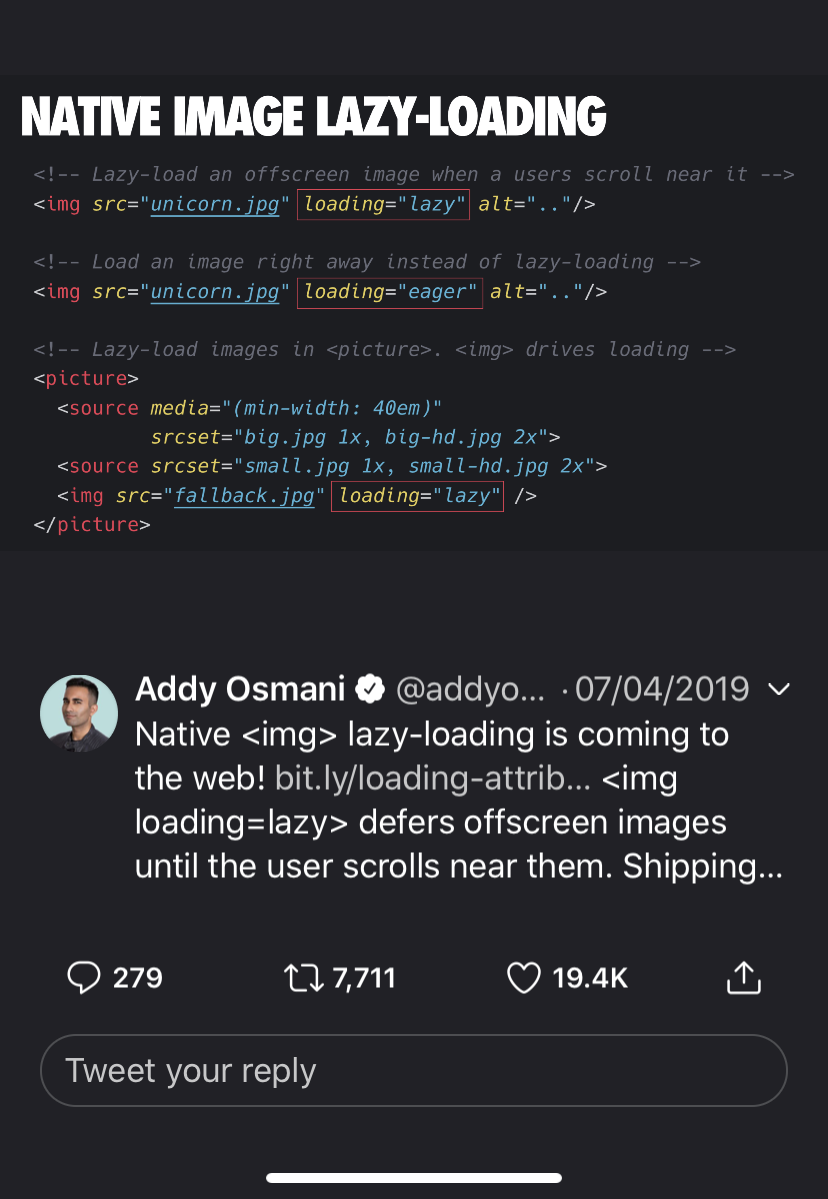 NATIVE IMAGE LAZY-LOADING
<!-- Lazy-load an offscreen image when a users scroll near it -->
<img src="unicorn.jpg" loading="lazy" alt=".."/>
<!-- Load an image right away instead of lazy-loading -->
<img src="unicorn.jpg" loading="eager" alt=".."/>
<!-- Lazy-load images in <picture>. <img> drives loading -->
<picture>
<source media="(min-width: 40em)"
srcset="big.jpg 1x, big-hd.jpg 2x">
<source srcset="small.jpg 1x, small-hd.jpg 2x">
<img src="fallback.jpg" loading="lazy" />
</picture>
Addy Osmani @addyo... · 07/04/2019
Native <img> lazy-loading is coming to
the web! bit.ly/loading-attrib... <img
loading=lazy> defers offscreen images
until the user scrolls near them. Shipping...
279 7,711 19.4K
Tweet your reply